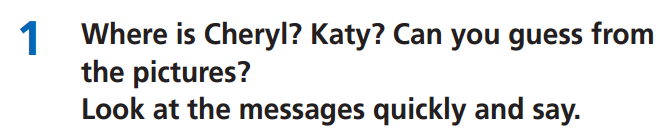 1 Where is Cheryl? Katy? Can you guess from
the pictures?
Look at the messages quickly and say.